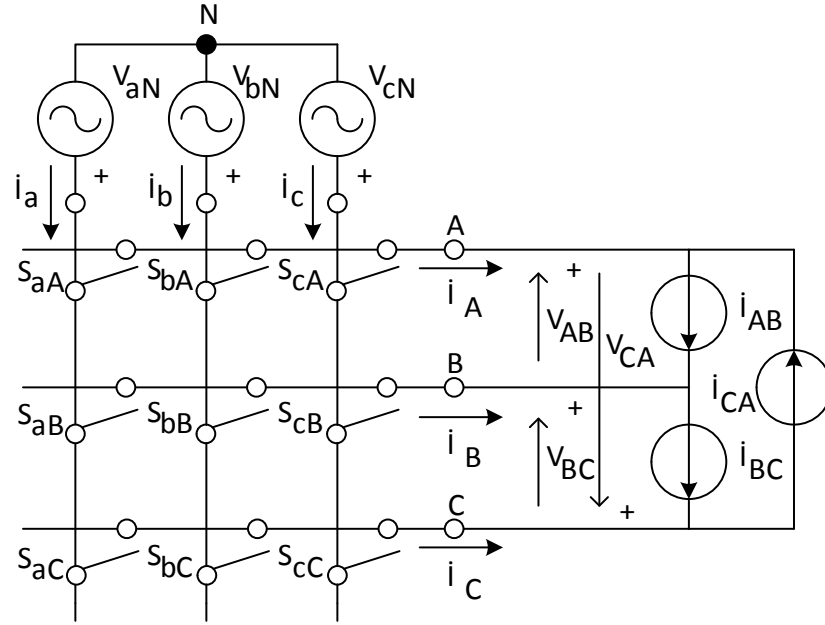 N
VaN VbN VcN
+ + +
ia ib ic
A
SaA SbA ScA
iA
+
VAB VCA iAB
B
iCA
SaB SbB ScB
iB
+
VBC iBC
C
+
SaC SbC ScC
iC